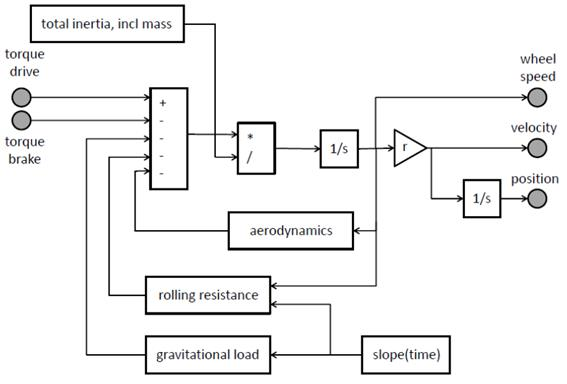 total inertia, incl mass
torque
drive
torque
brake
+
-
-
-
-
*
/
1/s
r
wheel
speed
velocity
position
1/s
aerodynamics
rolling resistance
gravitational load
slope(time)